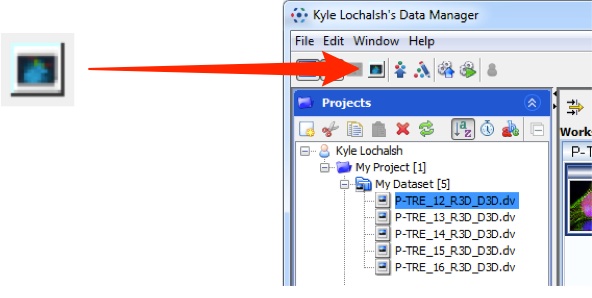 Kyle Lochalsh's Data Manager
File Edit Window Help
Projects
Work
P-T
Kyle Lochalsh
My Project [1]
My Dataset [5]
P-TRE_12_R3D_D3D.dv
P-TRE_13_R3D_D3D.dv
P-TRE_14_R3D_D3D.dv
P-TRE_15_R3D_D3D.dv
P-TRE_16_R3D_D3D.dv